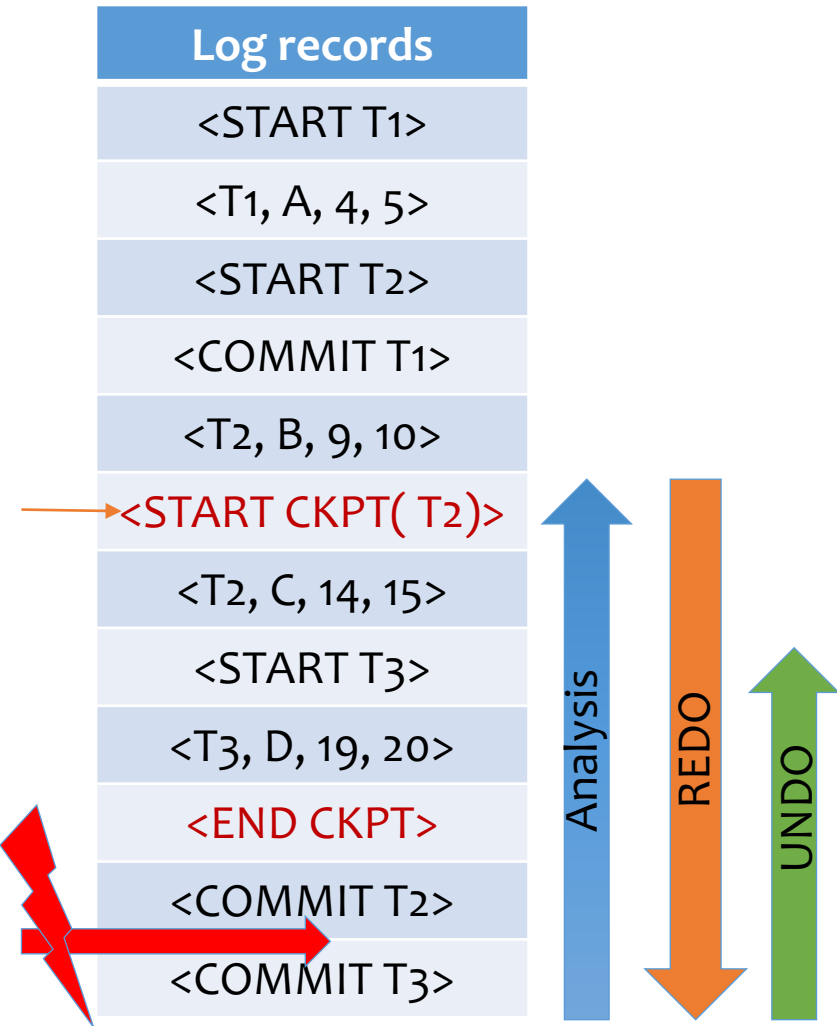 Log records
<START T1>
<T1, A, 4, 5>
<START T2>
<COMMIT T1>
<T2, B, 9, 10>
<START CKPT( T2)>
<T2, C, 14, 15>
<START T3>
<T3, D, 19, 20>
<END CKPT>
<COMMIT T2>
<COMMIT T3>
Analysis
REDO
UNDO